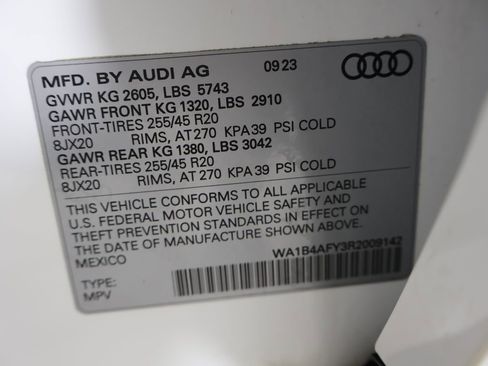 MFD. BY AUDI AG 09 23
GVWR KG 2605, LBS 5743
GAWR FRONT KG 1320, LBS 2910
FRONT-TIRES 255/45 R20
8JX20 RIMS, AT 270 KPA 39 PSI COLD
GAWR REAR KG 1380, LBS 3042
REAR-TIRES 255/45 R20
8JX20 RIMS, AT 270 KPA 39 PSI COLD
THIS VEHICLE CONFORMS TO ALL APPLICABLE
U.S. FEDERAL MOTOR VEHICLE SAFETY AND
THEFT PREVENTION STANDARDS IN EFFECT ON
THE DATE OF MANUFACTURE SHOWN ABOVE.
MEXICO
WA1B4AFY3R2009142
TYPE:
MPV